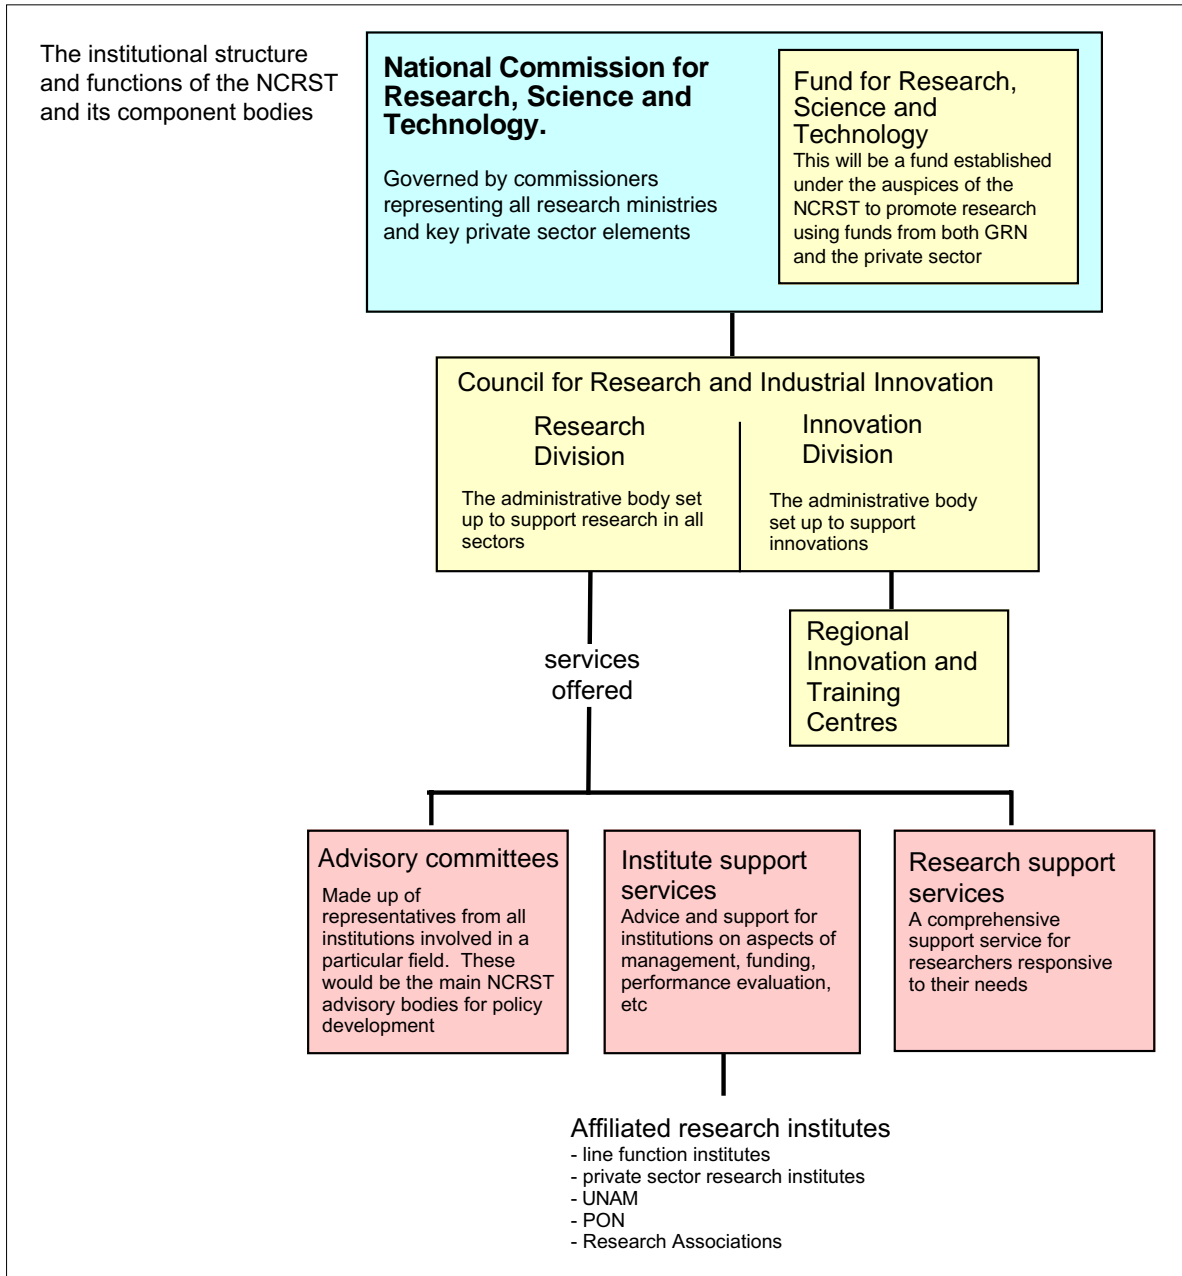 The institutional structure
and functions of the NCRST
and its component bodies
National Commission for
Research, Science and
Technology.
Governed by commissioners
representing all research ministries
and key private sector elements
Fund for Research,
Science and
Technology
This will be a fund established
under the auspices of the
NCRST to promote research
using funds from both GRN
and the private sector
Council for Research and Industrial Innovation
Research
Division
The administrative body set
up to support research in all
sectors
Innovation
Division
The administrative body
set up to support
innovations
Regional
Innovation and
Training
Centres
services
offered
Advisory committees
Made up of
representatives from all
institutions involved in a
particular field.  These
would be the main NCRST
advisory bodies for policy
development
Institute support
services
Advice and support for
institutions on aspects of
management, funding,
performance evaluation,
etc
Research support
services
A comprehensive
support service for
researchers responsive
to their needs
Affiliated research institutes
- line function institutes
- private sector research institutes
- UNAM
- PON
- Research Associations